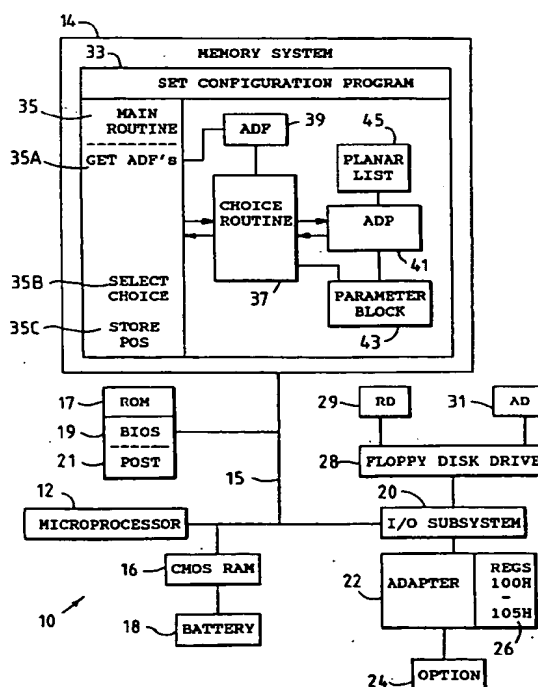 14
MEMORY SYSTEM
33
SET CONFIGURATION PROGRAM
35
MAIN
ROUTINE
35A
GET ADF's
ADF
39
45
PLANAR
LIST
CHOICE
ROUTINE
37
ADP
41
35B
SELECT
CHOICE
35C
STORE
POS
PARAMETER
BLOCK
43
17
ROM
19
BIOS
21
POST
15
29
RD
31
AD
28
FLOPPY DISK DRIVE
12
MICROPROCESSOR
20
I/O SUBSYSTEM
16
CMOS RAM
22
ADAPTER
REGS
100H
-
105H
26
10
18
BATTERY
24
OPTION